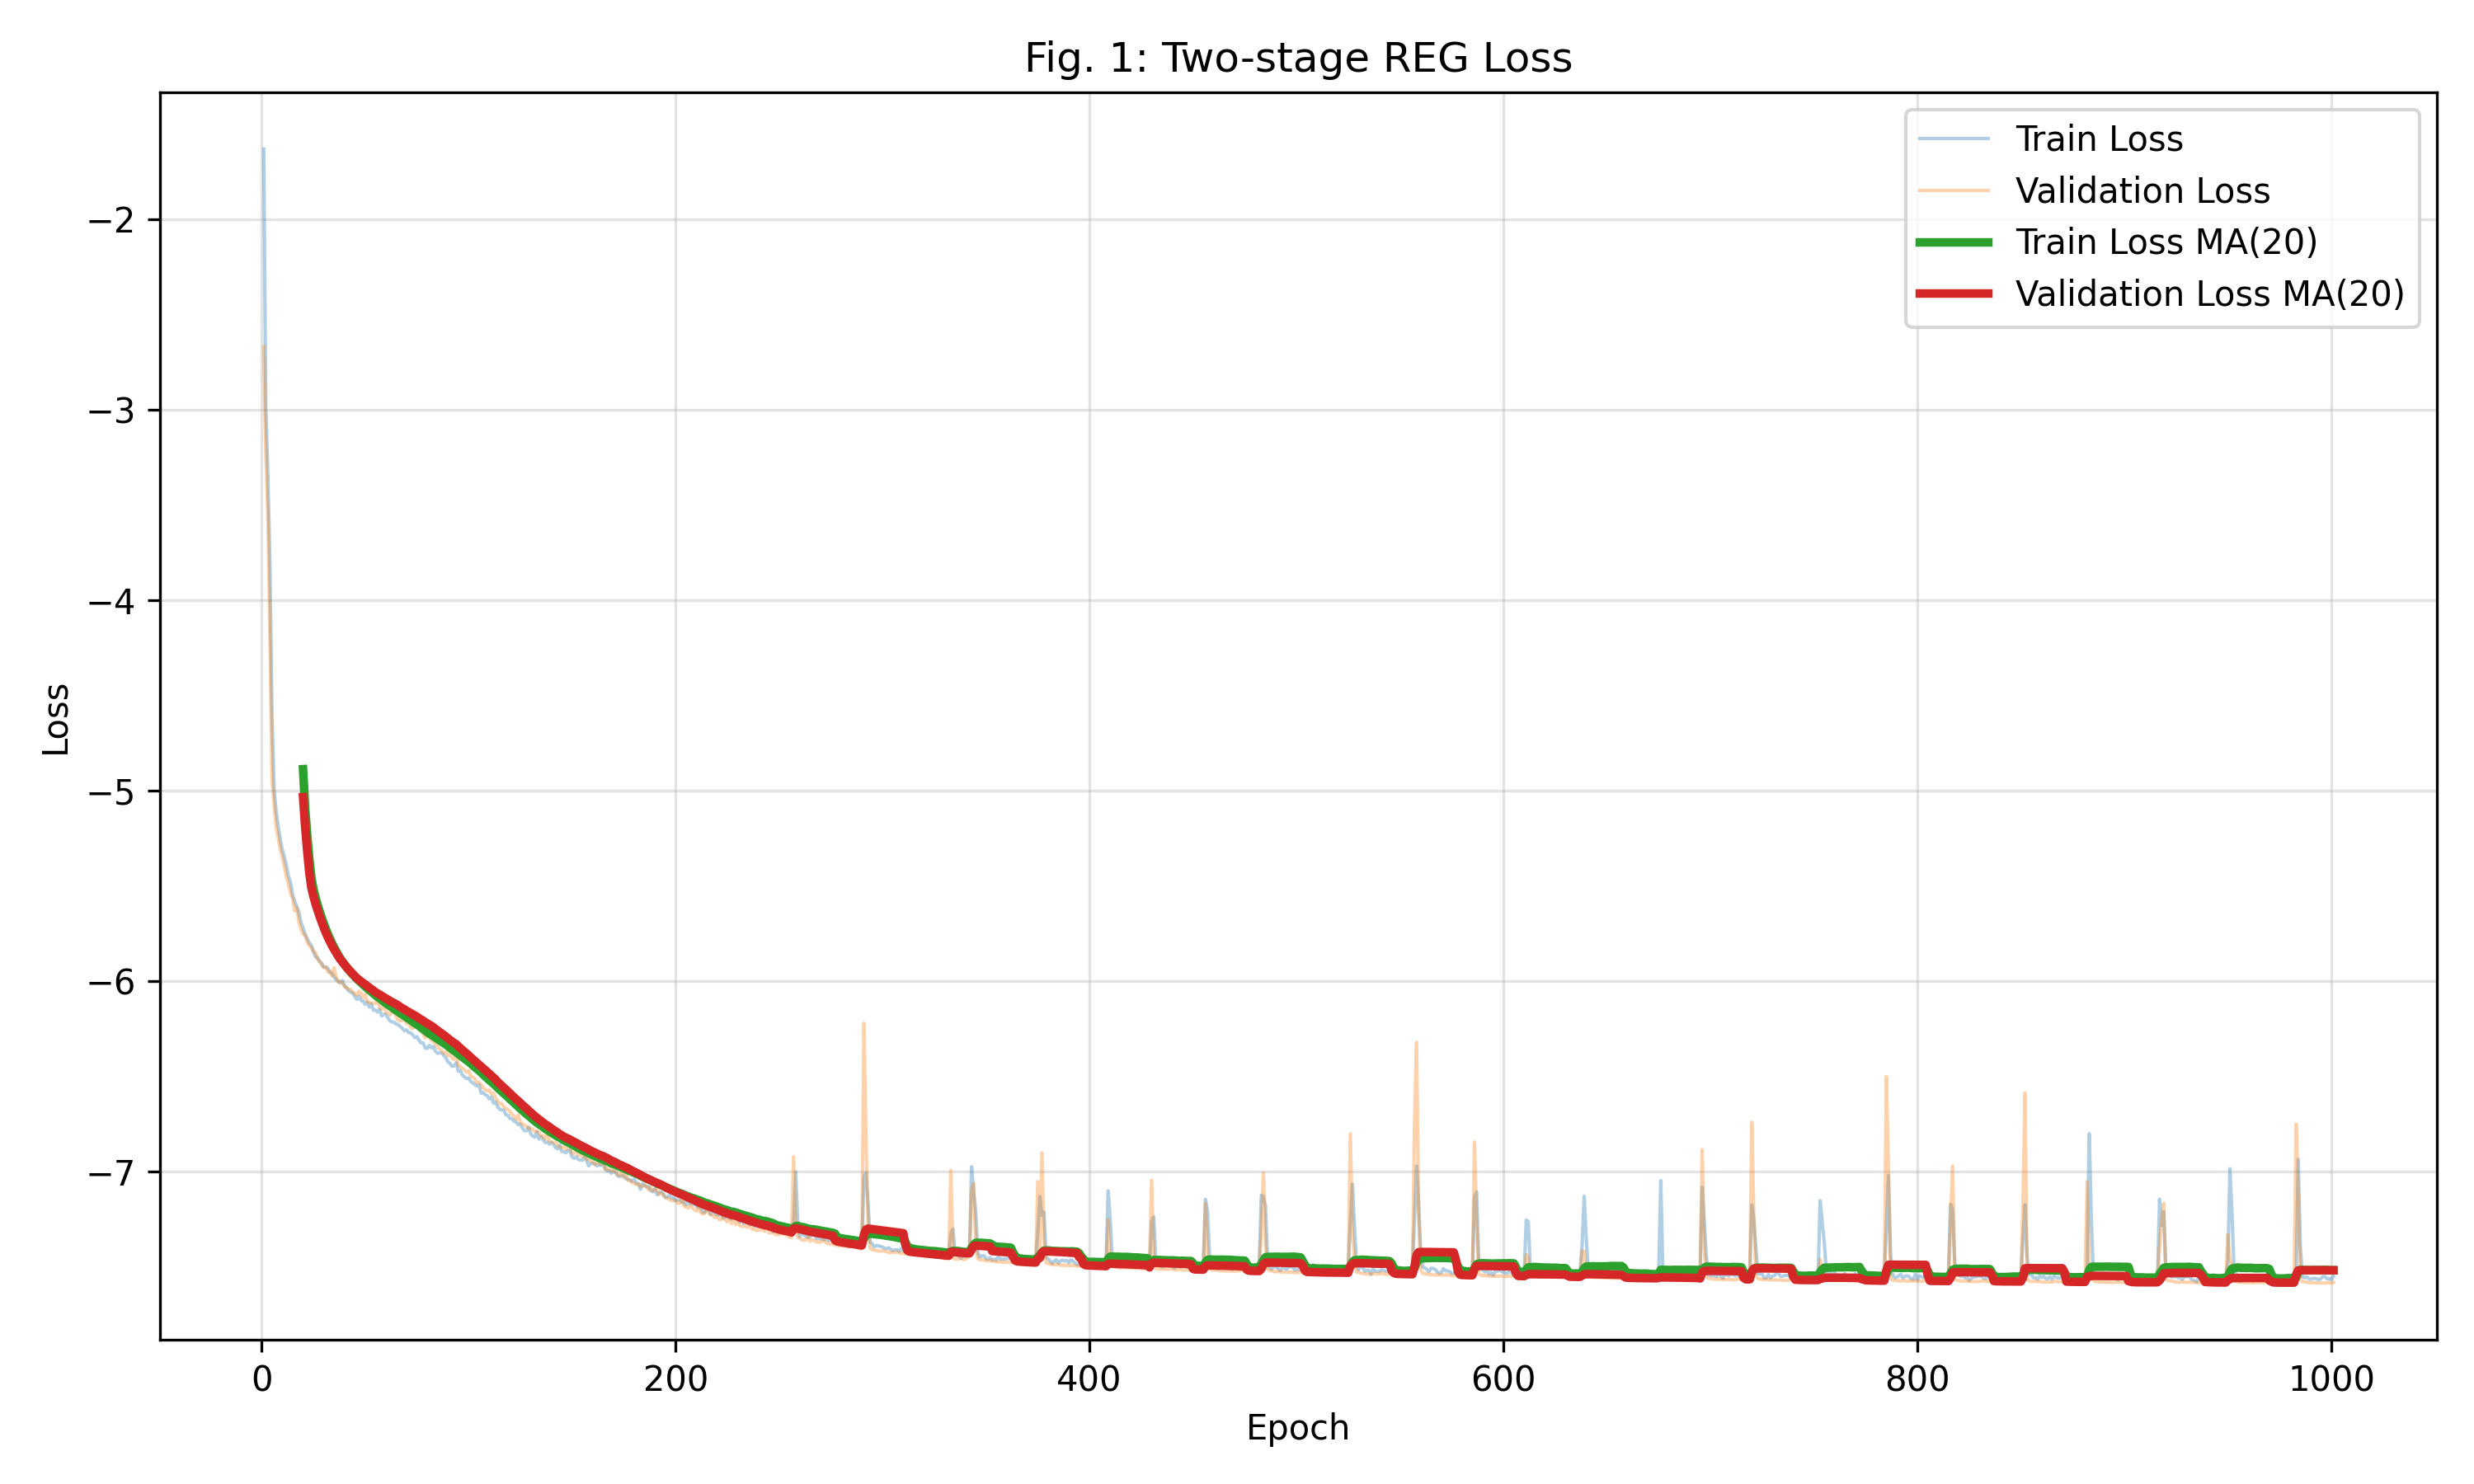 Fig. 1: Two-stage REG Loss
Train Loss
Validation Loss
Train Loss MA(20)
Validation Loss MA(20)
−2
−3
−4
−5
−6
−7
Loss
0 200 400 600 800 1000
Epoch